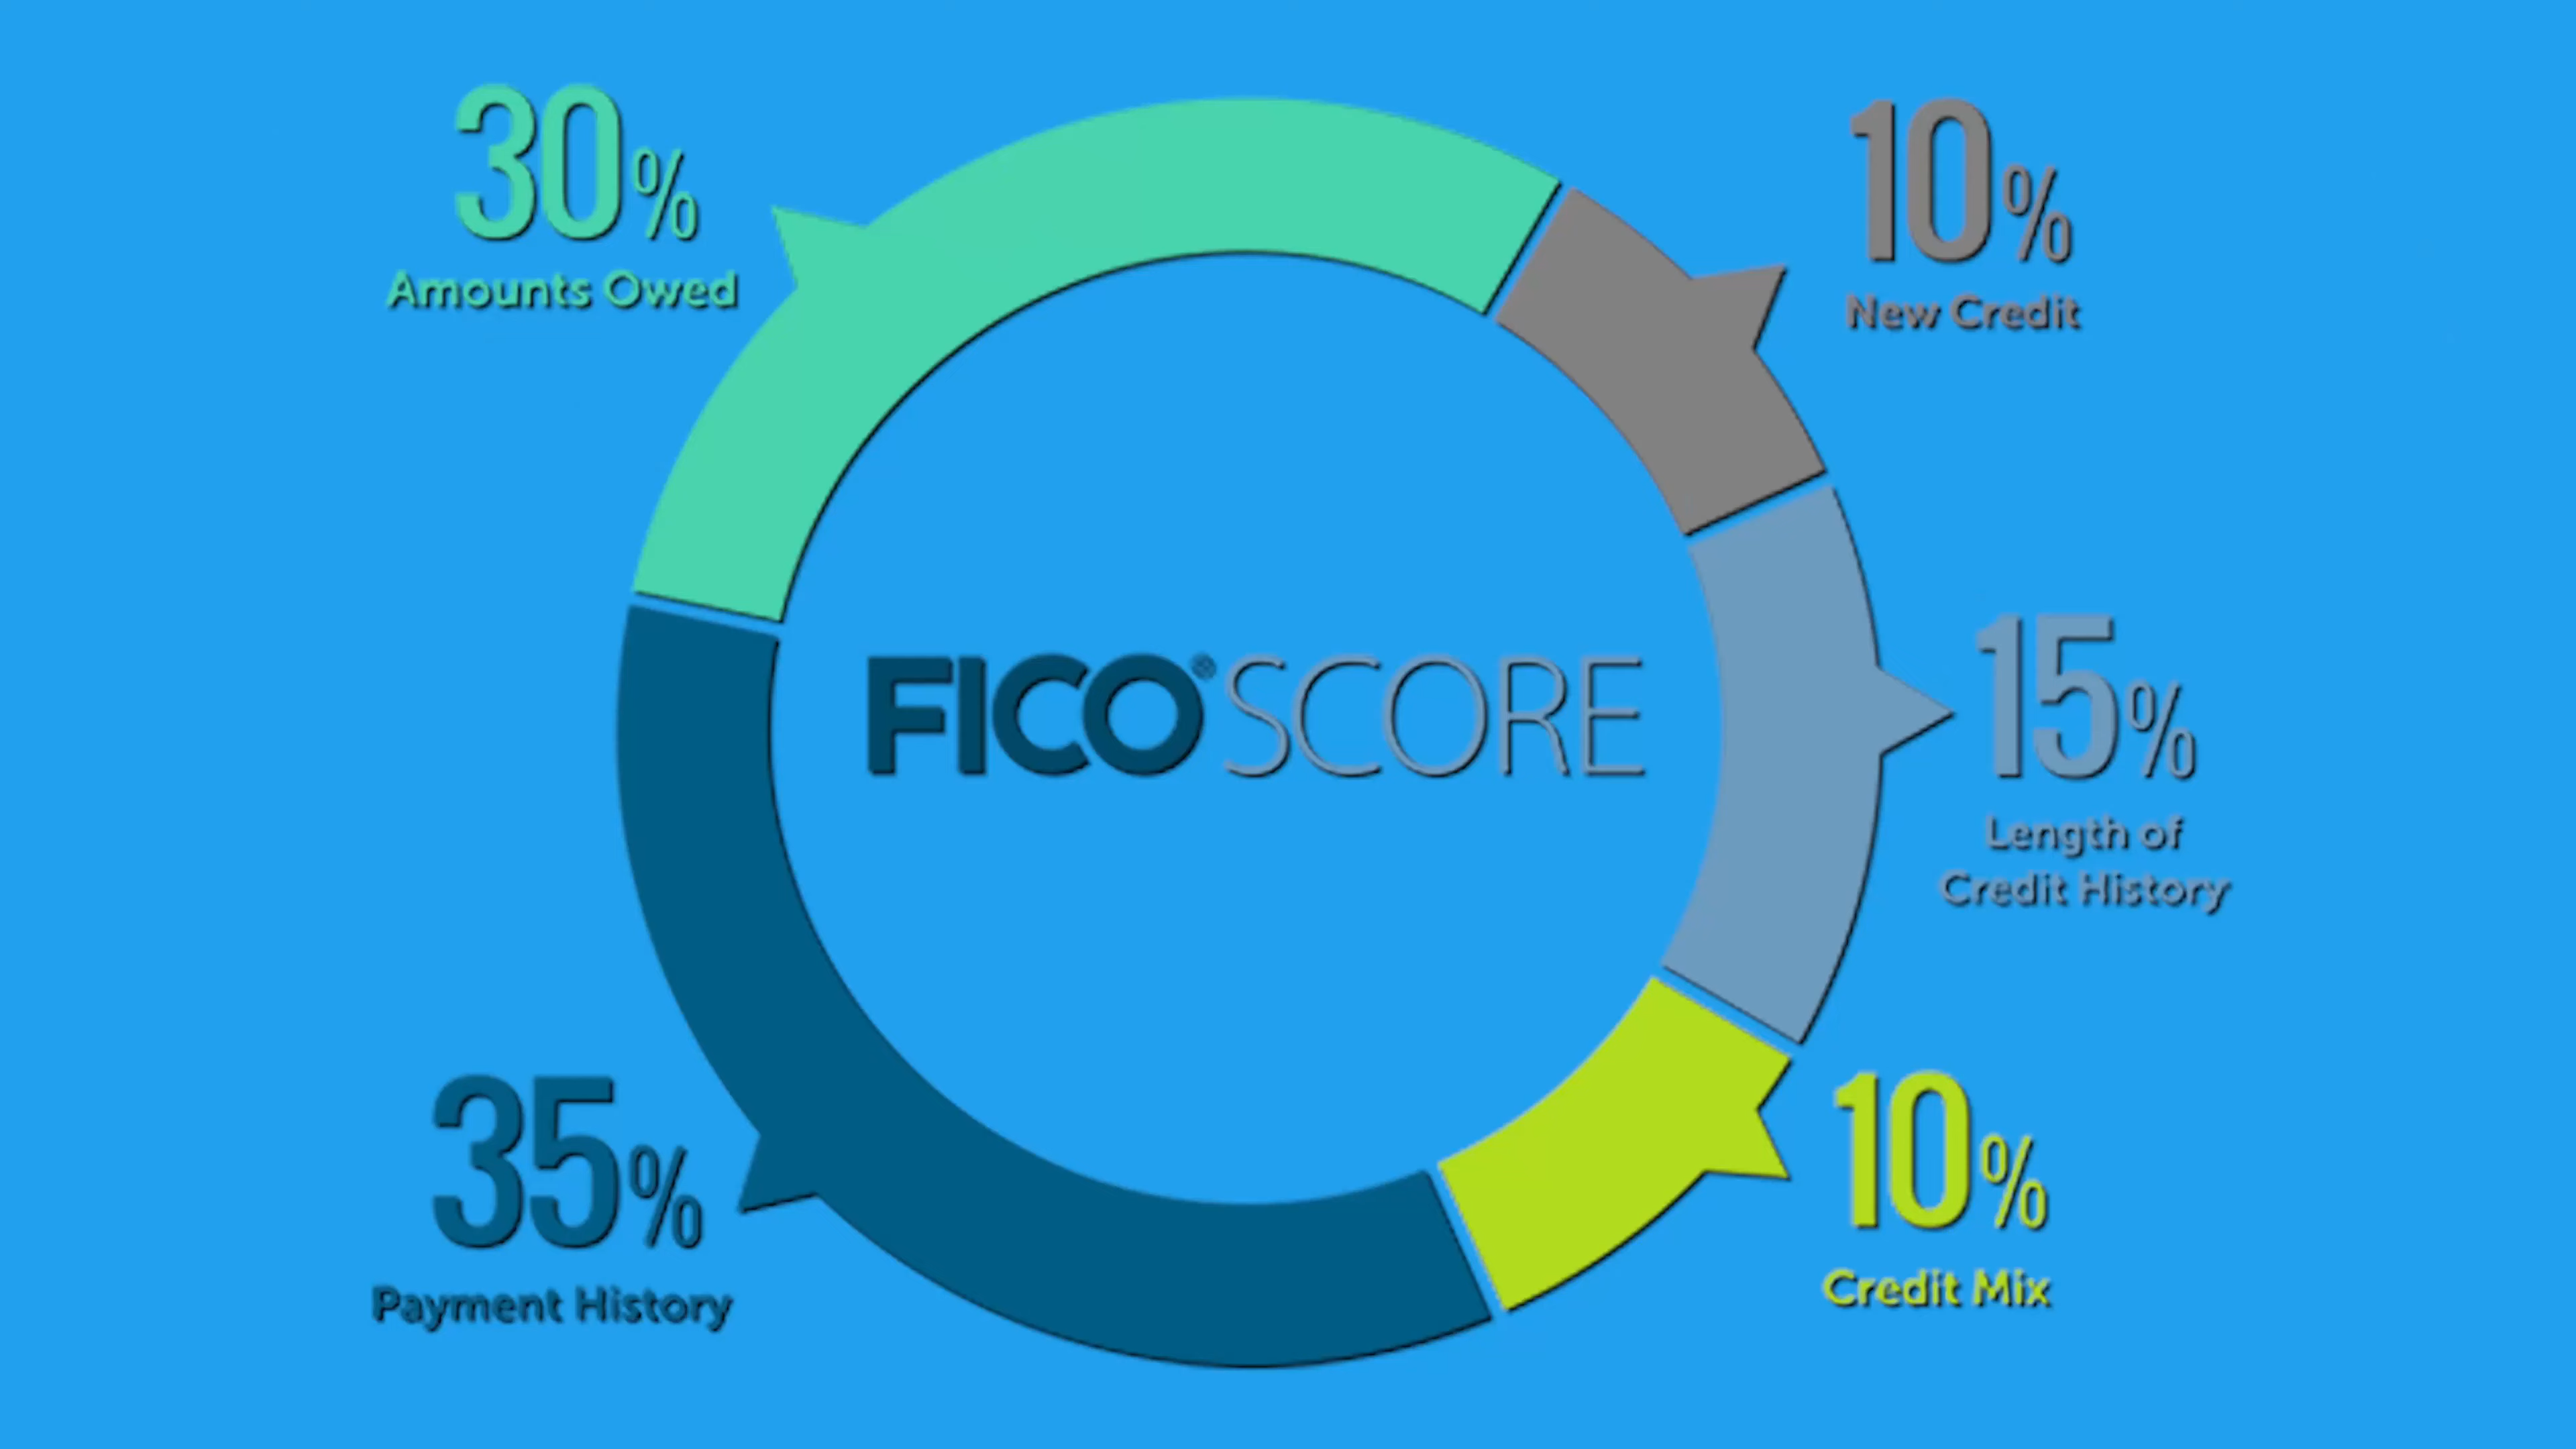 30%
Amounts Owed
10%
New Credit
FICO® SCORE
15%
Length of
Credit History
35%
Payment History
10%
Credit Mix